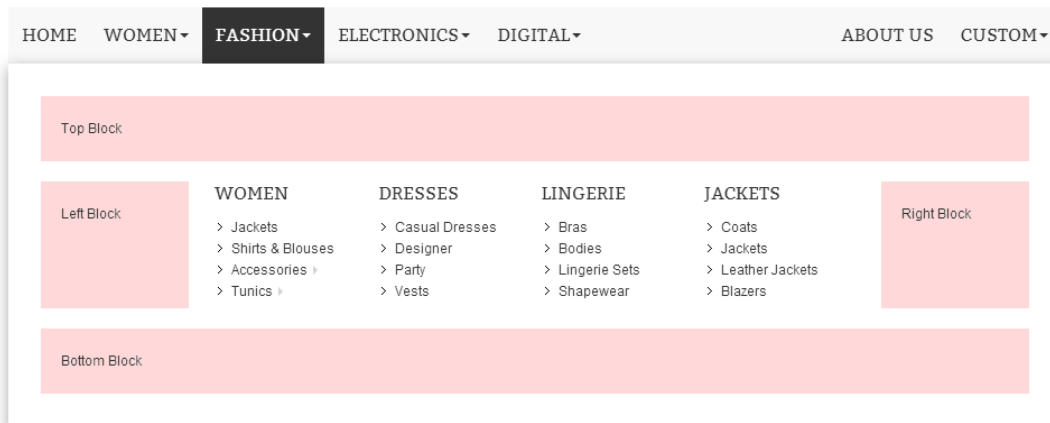 HOME WOMEN FASHION ELECTRONICS DIGITAL ABOUT US CUSTOM
Top Block
Left Block
WOMEN
Jackets
Shirts & Blouses
Accessories
Tunics
DRESSES
Casual Dresses
Designer
Party
Vests
LINGERIE
Bras
Bodies
Lingerie Sets
Shapewear
JACKETS
Coats
Jackets
Leather Jackets
Blazers
Right Block
Bottom Block